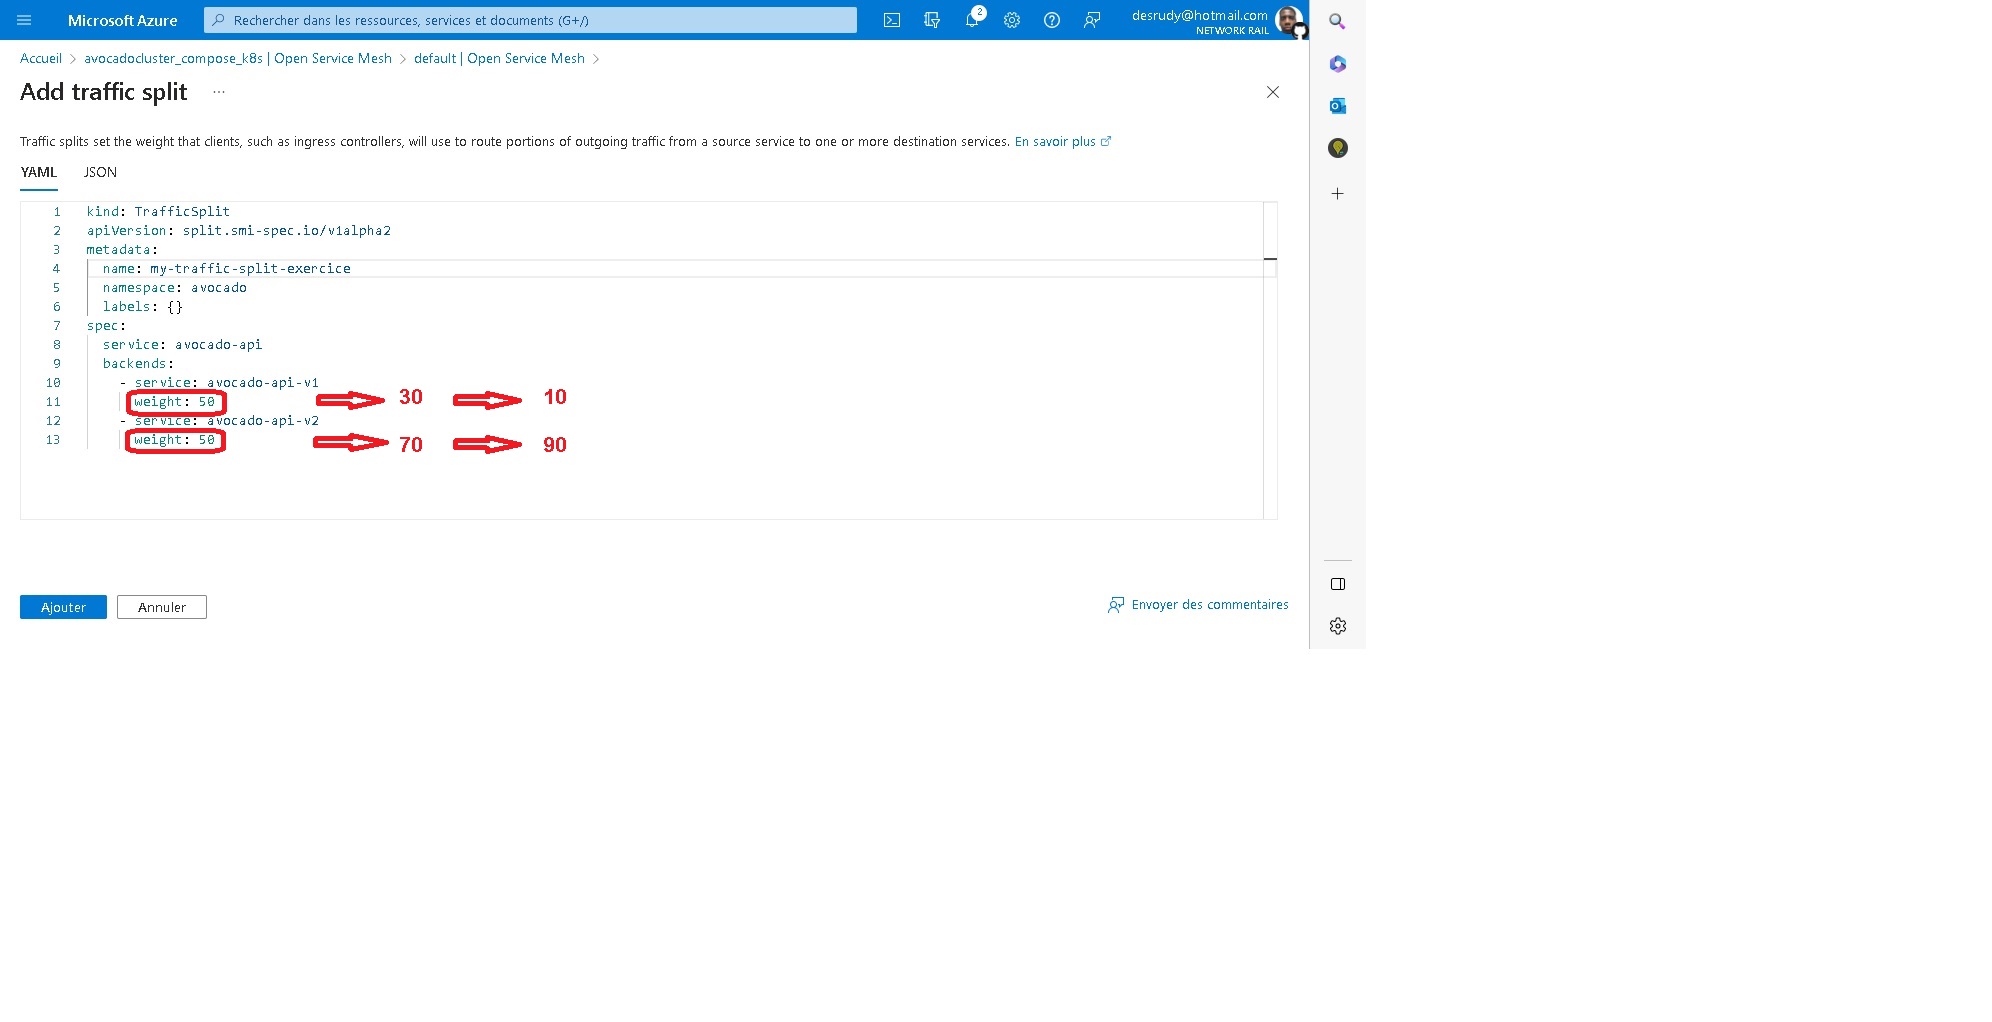 Microsoft Azure
Rechercher dans les ressources, services et documents (G+/)
2
desrudy@hotmail.com
NETWORK RAIL
Accueil > avocadocluster_compose_k8s | Open Service Mesh > default | Open Service Mesh >
Add traffic split ...
Traffic splits set the weight that clients, such as ingress controllers, will use to route portions of outgoing traffic from a source service to one or more destination services. En savoir plus
YAML JSON
1 kind: TrafficSplit
2 apiVersion: split.smi-spec.io/v1alpha2
3 metadata:
4 name: my-traffic-split-exercice
5 namespace: avocado
6 labels: {}
7 spec:
8 service: avocado-api
9 backends:
10 - service: avocado-api-v1
11 weight: 50 30 10
12 - service: avocado-api-v2
13 weight: 50 70 90
Ajouter Annuler
Envoyer des commentaires